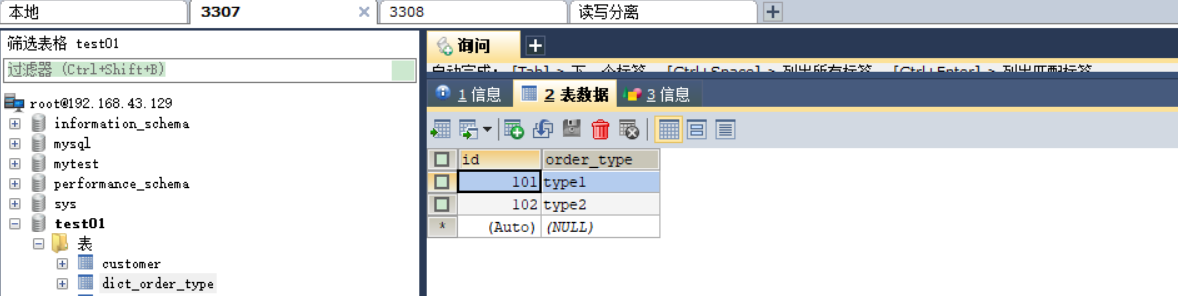 本地 3307 3308 读写分离
筛选表格 test01
过滤器 (Ctrl+Shift+B)
root@192.168.43.129
information_schema
mysql
mytest
performance_schema
sys
test01
表
customer
dict_order_type
询问
自动完成: [Tab]-> 下一个标签, [Ctrl+Space]-> 列出所有标签, [Ctrl+Enter]-> 列出匹配标签
1 信息 2 表数据 3 信息
id order_type
101 type1
102 type2
* (Auto) (NULL)